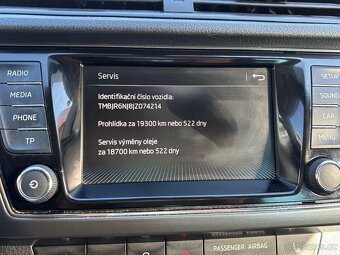 RADIO
MEDIA
PHONE
TP
Servis
Identifikační číslo vozidla:
TMBJR6NJ8JZ074214
Prohlídka za 19300 km nebo 522 dny
Servis výměny oleje
za 18700 km nebo 522 dny
SETUP
SOUND
CAR
MENU
PASSENGER AIRBAG